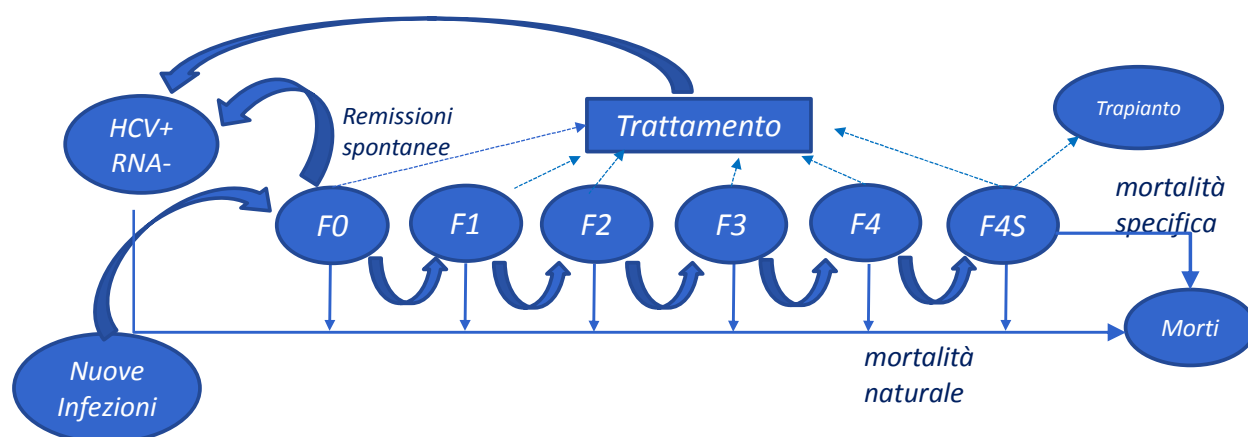 HCV+
RNA-
Remissioni
spontanee
Trattamento
Trapianto
mortalità
specifica
F0
F1
F2
F3
F4
F4S
Morti
mortalità
naturale
Nuove
Infezioni